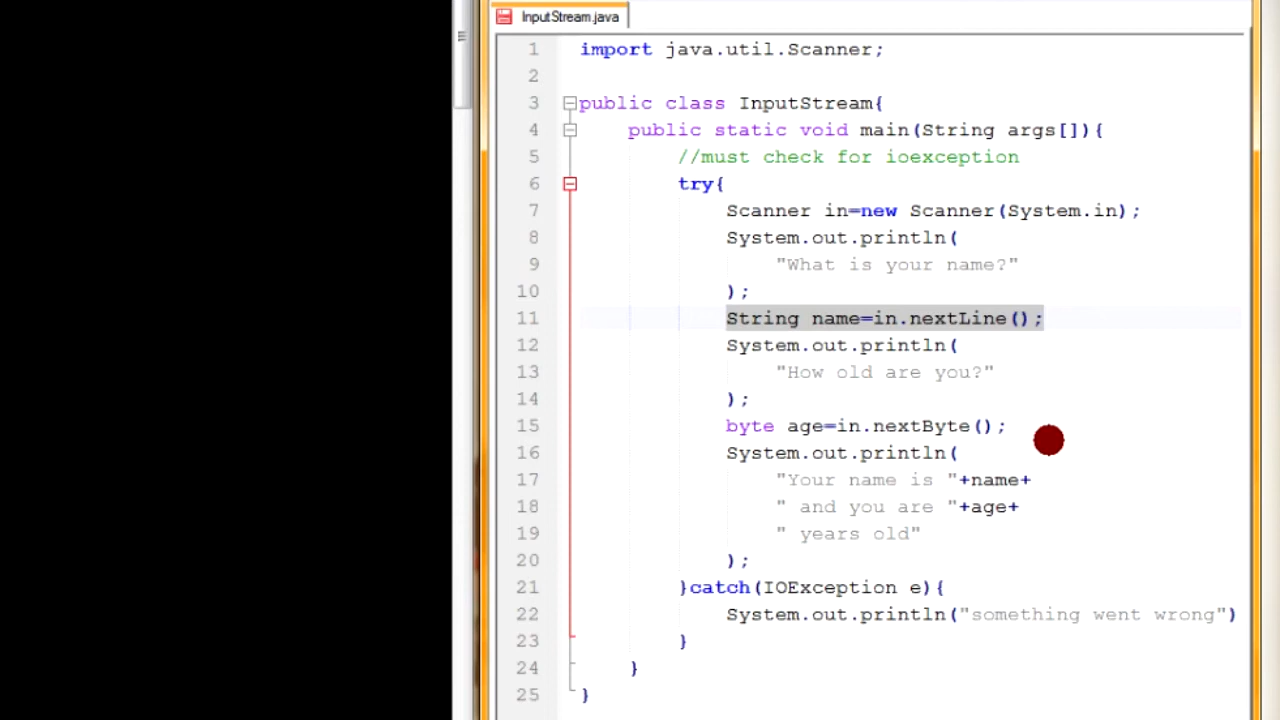 InputStream.java
1 import java.util.Scanner;
2
3 public class InputStream{
4 public static void main(String args[]){
5 //must check for ioexception
6 try{
7 Scanner in=new Scanner(System.in);
8 System.out.println(
9 "What is your name?"
10 );
11 String name=in.nextLine();
12 System.out.println(
13 "How old are you?"
14 );
15 byte age=in.nextByte();
16 System.out.println(
17 "Your name is "+name+
18 " and you are "+age+
19 " years old"
20 );
21 }catch(IOException e){
22 System.out.println("something went wrong")
23 }
24 }
25 }